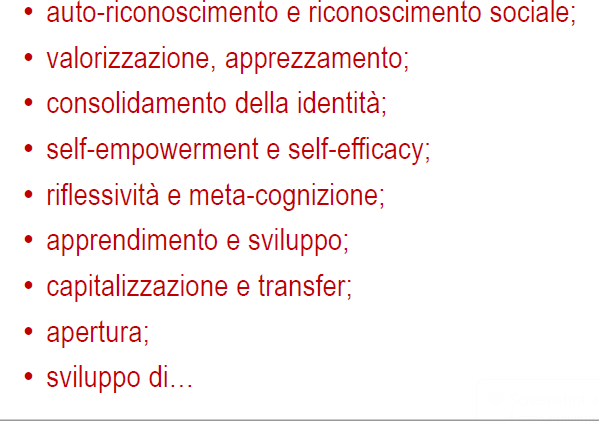 • auto-riconoscimento e riconoscimento sociale;
• valorizzazione, apprezzamento;
• consolidamento della identità;
• self-empowerment e self-efficacy;
• riflessività e meta-cognizione;
• apprendimento e sviluppo;
• capitalizzazione e transfer;
• apertura;
• sviluppo di…